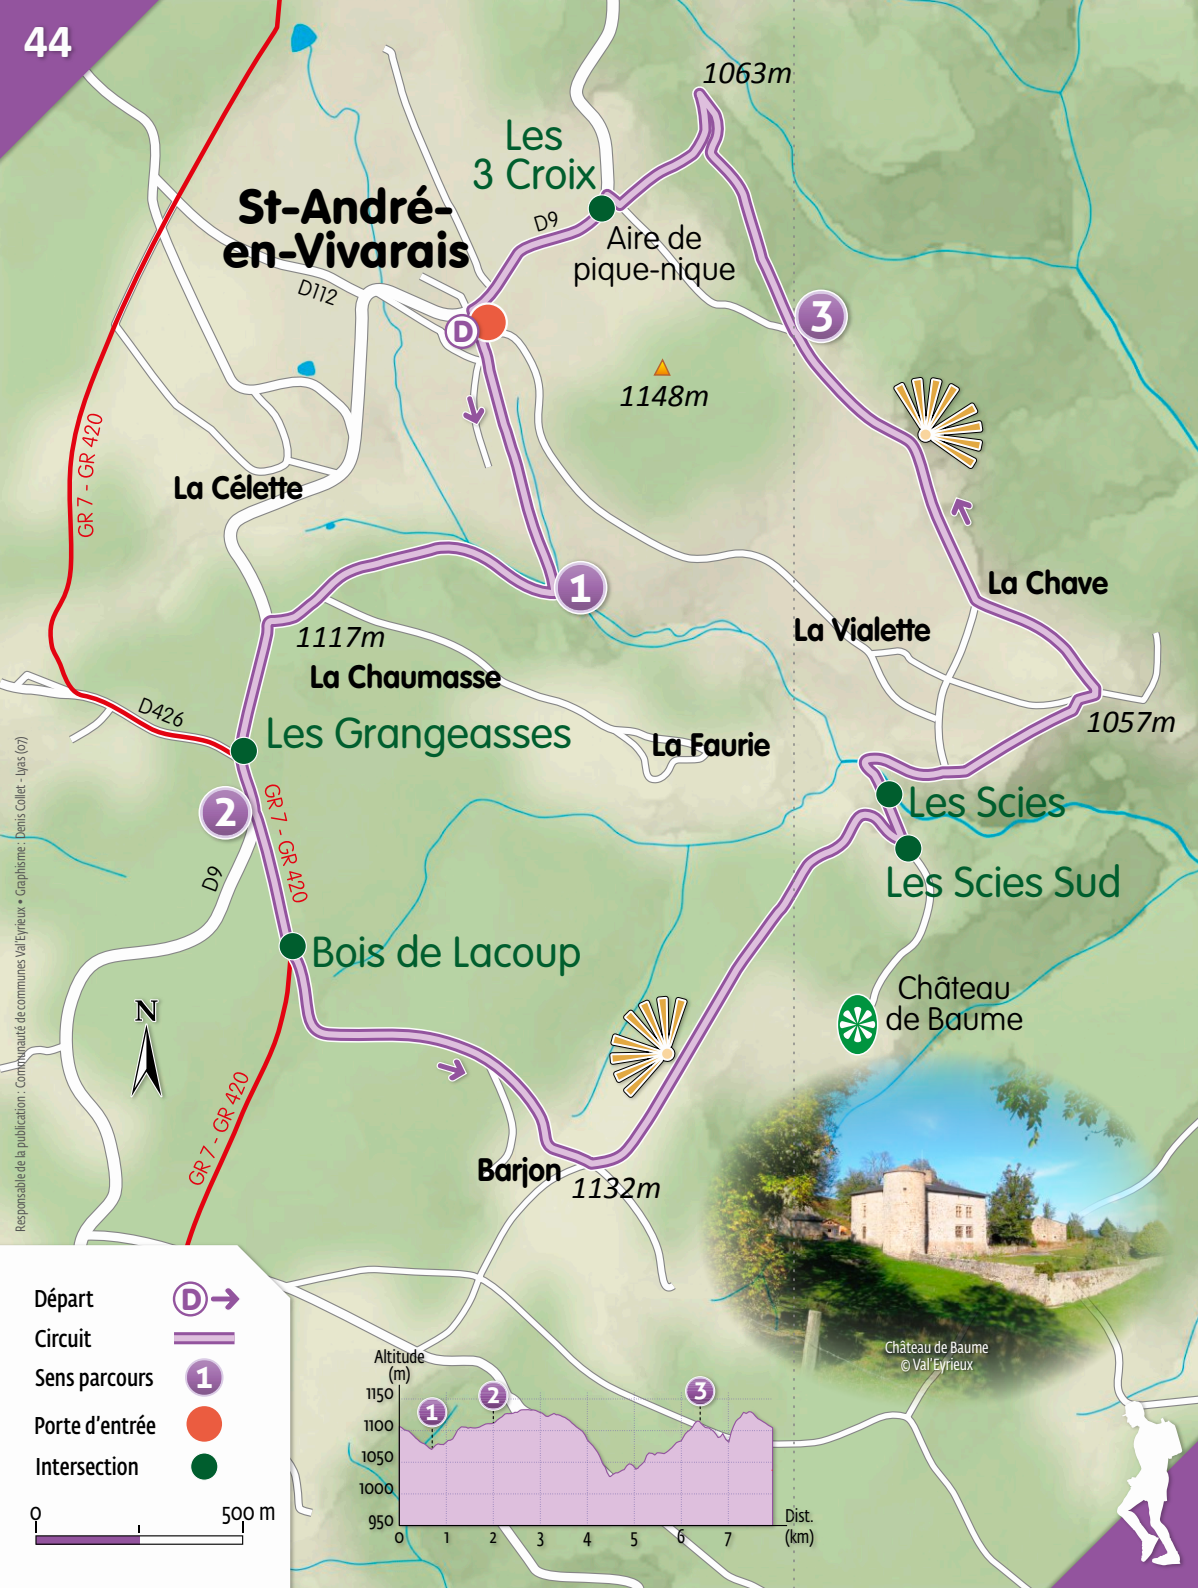 44
1063m
Les
3 Croix
St-André-
en-Vivarais
D9
Aire de
pique-nique
D112
D
3
1148m
GR 7 - GR 420
La Célette
1
La Chave
La Vialette
1117m
La Chaumasse
D426
Les Grangeasses
1057m
La Faurie
2
GR 7 - GR 420
Les Scies
D9
Les Scies Sud
Bois de Lacoup
Château
de Baume
N
GR 7 - GR 420
Barjon
1132m
Responsable de la publication : Communauté de communes Val'Eyrieux • Graphisme : Denis Collet - Lyas (07)
Château de Baume
© Val'Eyrieux
Départ
D
Circuit
Sens parcours
1
Porte d'entrée
Intersection
0
500 m
Altitude
(m)
1150
1100
1050
1000
950
1
2
3
0
1
2
3
4
5
6
7
Dist.
(km)